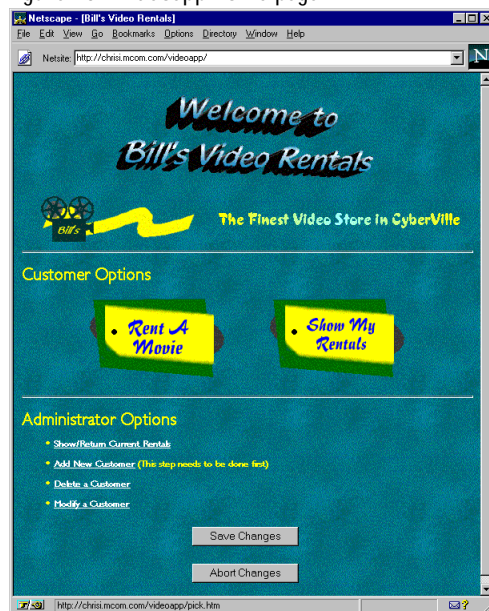 Netscape - [Bill's Video Rentals]
File Edit View Go Bookmarks Options Directory Window Help
Netsite: http://chrisi.mcom.com/videoapp/
N
Welcome to
Bill's Video Rentals
Bill's
The Finest Video Store in CyberVille
Customer Options
• Rent A
Movie
• Show My
Rentals
Administrator Options
• Show/Return Current Rentals
• Add New Customer (This step needs to be done first)
• Delete a Customer
• Modify a Customer
Save Changes
Abort Changes
http://chrisi.mcom.com/videoapp/pick.htm